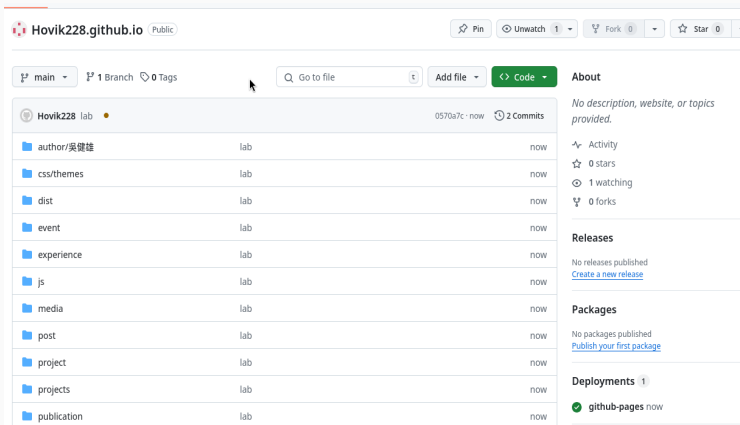 Hovik228.github.io Public
Pin Unwatch 1 Fork 0 Star 0
main 1 Branch 0 Tags Go to file t Add file Code
Hovik228 lab 0570a7c · now 2 Commits
author/吳健雄 lab now
css/themes lab now
dist lab now
event lab now
experience lab now
js lab now
media lab now
post lab now
project lab now
projects lab now
publication lab now
About
No description, website, or topics
provided.
Activity
0 stars
1 watching
0 forks
Releases
No releases published
Create a new release
Packages
No packages published
Publish your first package
Deployments 1
github-pages now